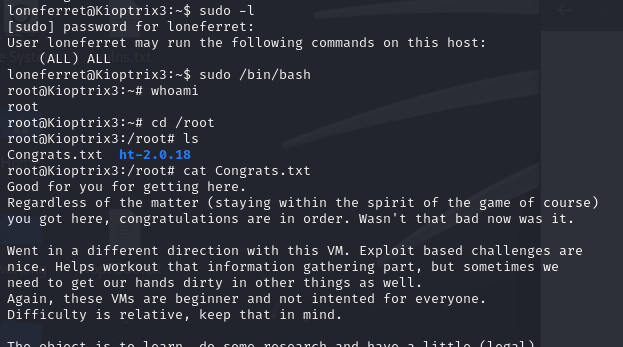 loneferret@Kioptrix3:~$ sudo -l
[sudo] password for loneferret:
User loneferret may run the following commands on this host:
    (ALL) ALL
loneferret@Kioptrix3:~$ sudo /bin/bash
root@Kioptrix3:~# whoami
root
root@Kioptrix3:~# cd /root
root@Kioptrix3:/root# ls
Congrats.txt  ht-2.0.18
root@Kioptrix3:/root# cat Congrats.txt
Good for you for getting here.
Regardless of the matter (staying within the spirit of the game of course)
you got here, congratulations are in order. Wasn't that bad now was it.

Went in a different direction with this VM. Exploit based challenges are
nice. Helps workout that information gathering part, but sometimes we
need to get our hands dirty in other things as well.
Again, these VMs are beginner and not intented for everyone.
Difficulty is relative, keep that in mind.

The object is to learn, do some research and have a little (legal)